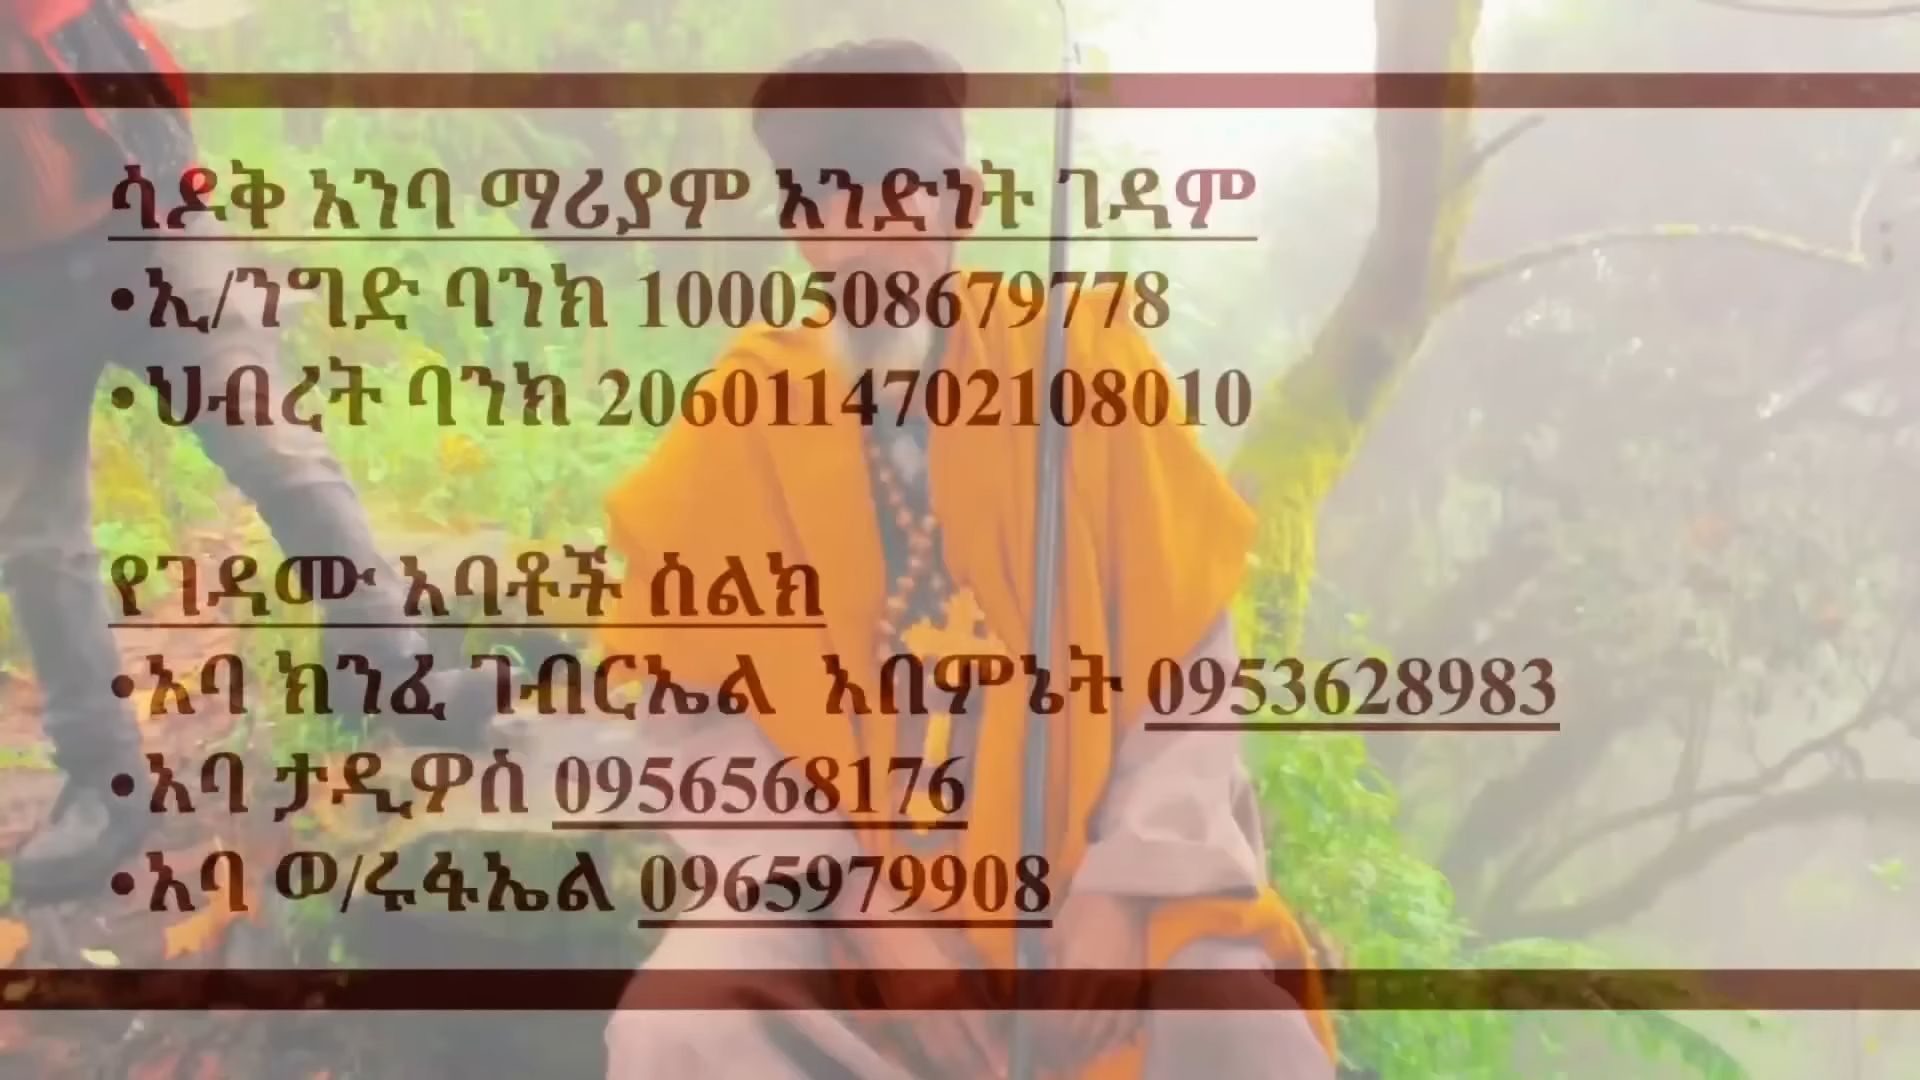 ሳዶቅ አንባ ማሪያም አንድነት ገዳም
•ኢ/ንግድ ባንክ 1000508679778
•ህብረት ባንክ 2060114702108010
የገዳሙ አባቶች ስልክ
•አባ ክንፈ ገብርኤል አበምኔት 0953628983
•አባ ታዲዎስ 0956568176
•አባ ወ/ሩፋኤል 0965979908